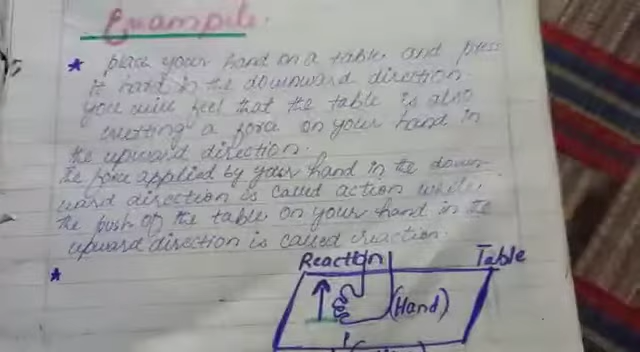 Example.
* place your hand on a table and press
it hard in the downward direction.
you will feel that the table is also
exetting a force on your hand in
the upward direction.
the force applied by your hand in the down-
ward direction is called action while
the push of the table on your hand in the
upward direction is called reaction.
*
Reaction Table
(Hand)